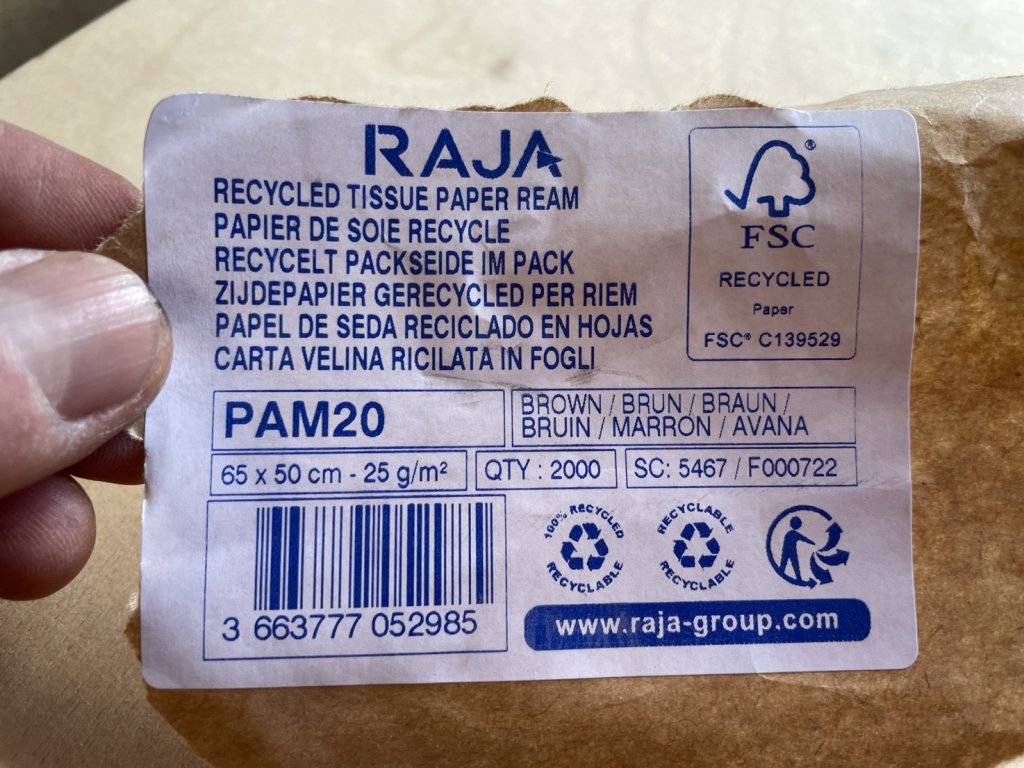 RAJA
RECYCLED TISSUE PAPER REAM
PAPIER DE SOIE RECYCLE
RECYCELT PACKSEIDE IM PACK
ZIJDEPAPIER GERECYCLED PER RIEM
PAPEL DE SEDA RECICLADO EN HOJAS
CARTA VELINA RICILATA IN FOGLI
®
FSC
RECYCLED
Paper
FSC® C139529
PAM20
BROWN / BRUN / BRAUN /
BRUIN / MARRON / AVANA
65 x 50 cm - 25 g/m²
QTY : 2000
SC: 5467 / F000722
3 663777 052985
100% RECYCLED
RECYCLABLE
RECYCLABLE
RECYCLABLE
www.raja-group.com